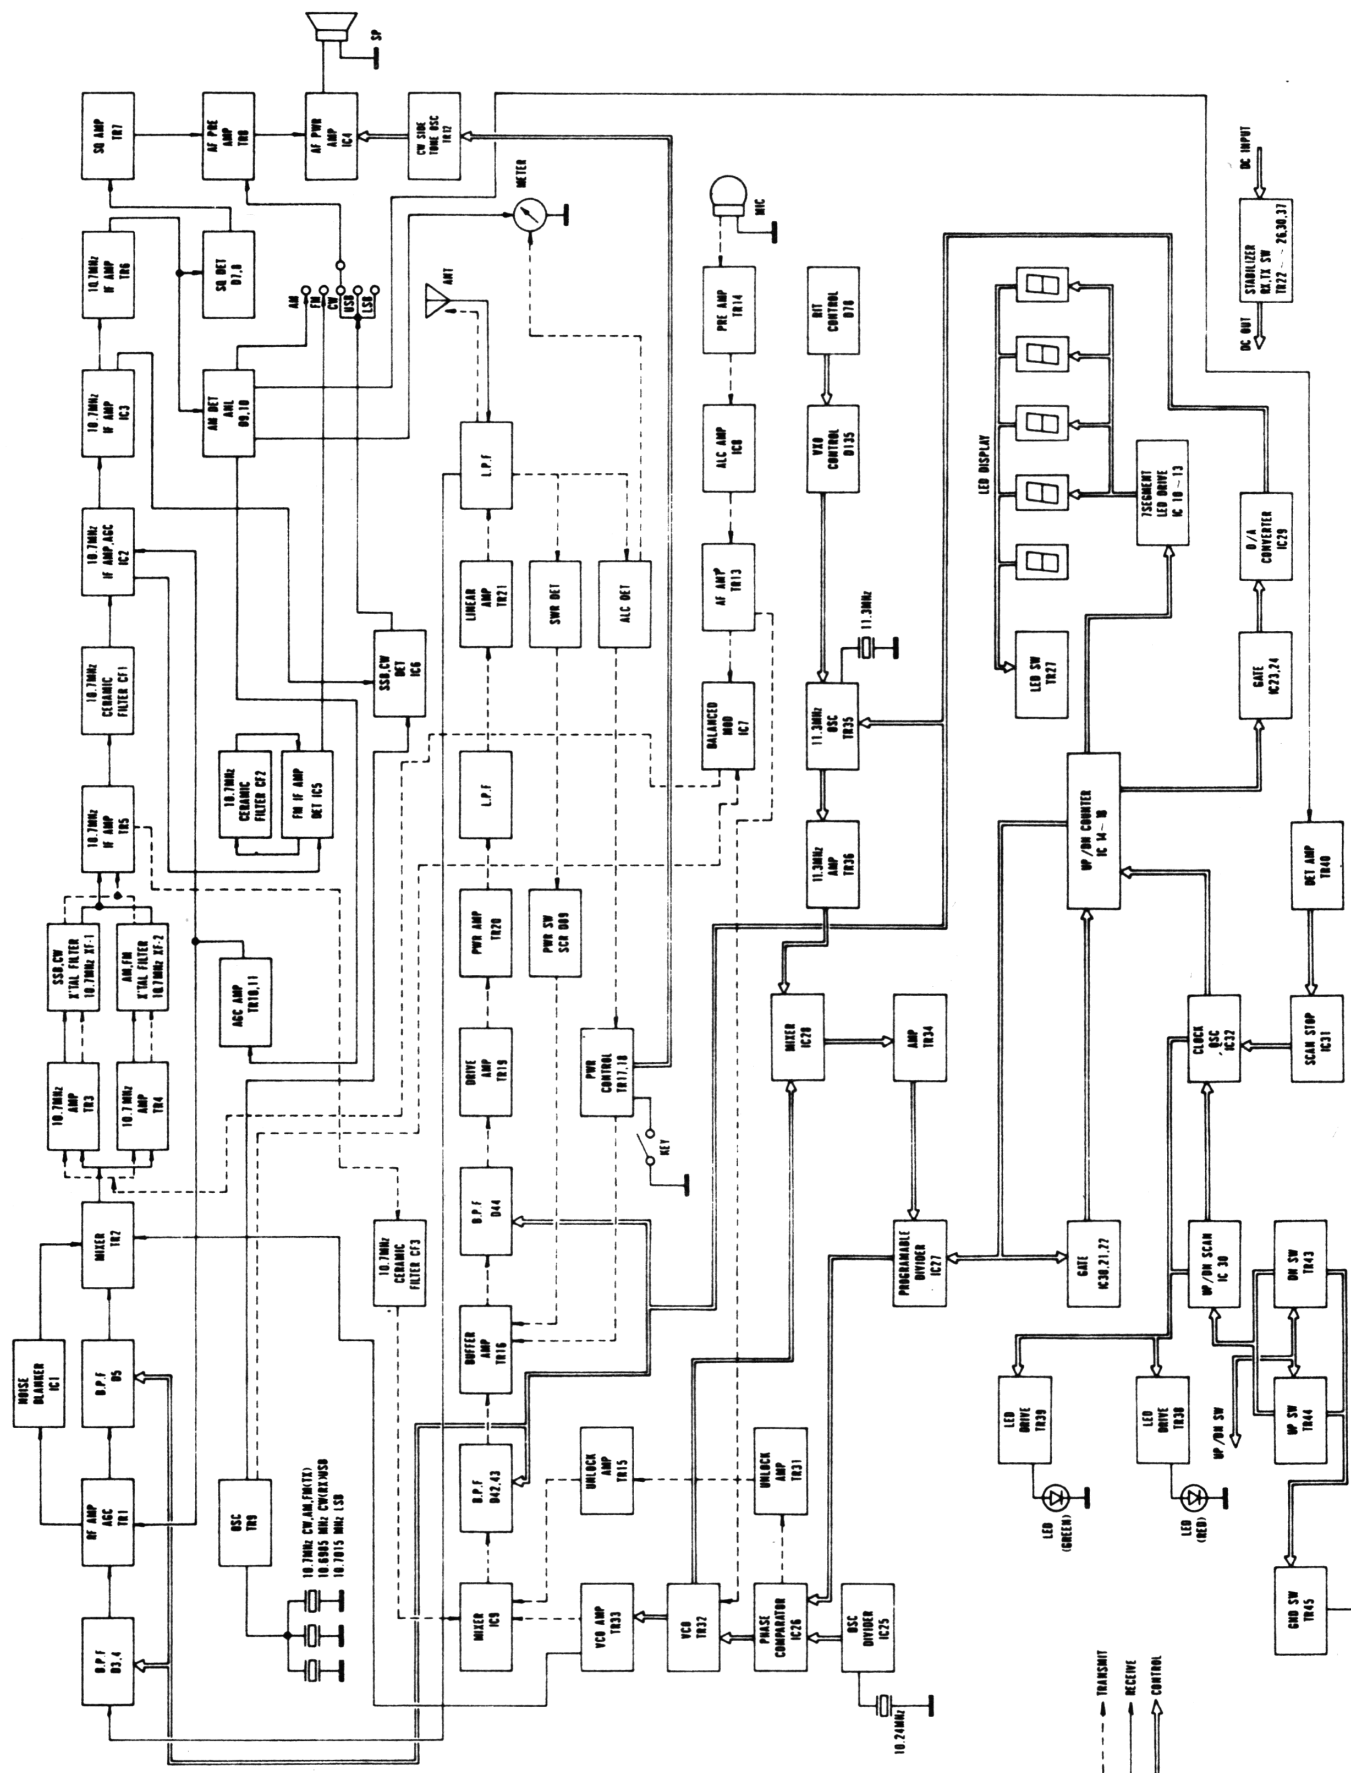 SP
SQ AMP
TR7
AF PRE
AMP
TR8
AF PWR
AMP
IC4
CW SIDE
TONE OSC
TR12
METER
10.7MHz
IF AMP
TR6
SQ DET
D7,8
AM
FM
CW
USB
LSB
ANT
10.7MHz
IF AMP
IC3
AM DET
ANL
D9,10
10.7MHz
IF AMP,AGC
IC2
10.7MHz
CERAMIC
FILTER CF1
10.7MHz
IF AMP
TR5
SSB,CW
X'TAL FILTER
10.7MHz XF-1
AM,FM
X'TAL FILTER
10.7MHz XF-2
10.7MHz
AMP
TR3
10.7MHz
AMP
TR4
MIXER
TR2
NOISE
BLANKER
IC1
B.P.F
D5
RF AMP
AGC
TR1
B.P.F
D3,4
AGC AMP
TR10,11
10.7MHz
CERAMIC
FILTER CF2
FM IF AMP
DET IC5
SSB,CW
DET
IC6
OSC
TR9
10.7MHz CW,AM,FM(TX)
10.6985 MHz CW(RX)USB
10.7015 MHz LSB
10.7MHz
CERAMIC
FILTER CF3
L.P.F
LINEAR
AMP
TR21
SWR DET
ALC DET
L.P.F
PWR AMP
TR20
PWR SW
SCR D89
DRIVE
AMP
TR19
PWR
CONTROL
TR17,18
KEY
B.P.F
D44
BUFFER
AMP
TR16
B.P.F
D42,43
MIXER
IC9
UNLOCK
AMP
TR15
UNLOCK
AMP
TR31
VCO AMP
TR33
VCO
TR32
PHASE
COMPARATOR
IC26
OSC
DIVIDER
IC25
10.24MHz
MIC
PRE AMP
TR14
ALC AMP
IC8
AF AMP
TR13
BALANCED
MOD
IC7
RIT
CONTROL
D76
VXO
CONTROL
D135
11.3MHz
OSC
TR35
11.3MHz
11.3MHz
AMP
TR36
MIXER
IC28
AMP
TR34
PROGRAMABLE
DIVIDER
IC27
GATE
IC30,21,22
LED DISPLAY
LED SW
TR27
7SEGMENT
LED DRIVE
IC 10~13
D/A
CONVERTER
IC29
GATE
IC23,24
UP/DN COUNTER
IC 14~18
DET AMP
TR40
SCAN STOP
IC31
CLOCK
OSC
IC32
UP/DN SCAN
IC 30
DN SW
TR43
UP SW
TR44
UP/DN SW
LED
DRIVE
TR39
LED
DRIVE
TR38
LED
(GREEN)
LED
(RED)
GND SW
TR45
DC INPUT
STABILIZER
RX,TX SW
TR22~26,30,37
DC OUT
TRANSMIT
RECEIVE
CONTROL